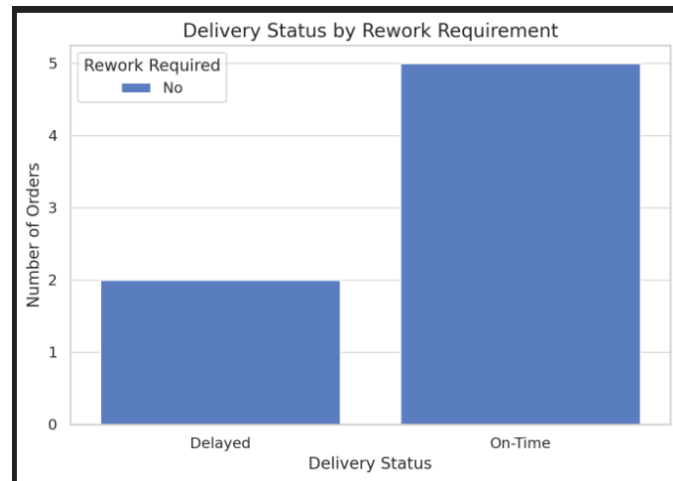 Delivery Status by Rework Requirement
Rework Required
No
5
4
3
2
1
0
Number of Orders
Delayed
On-Time
Delivery Status